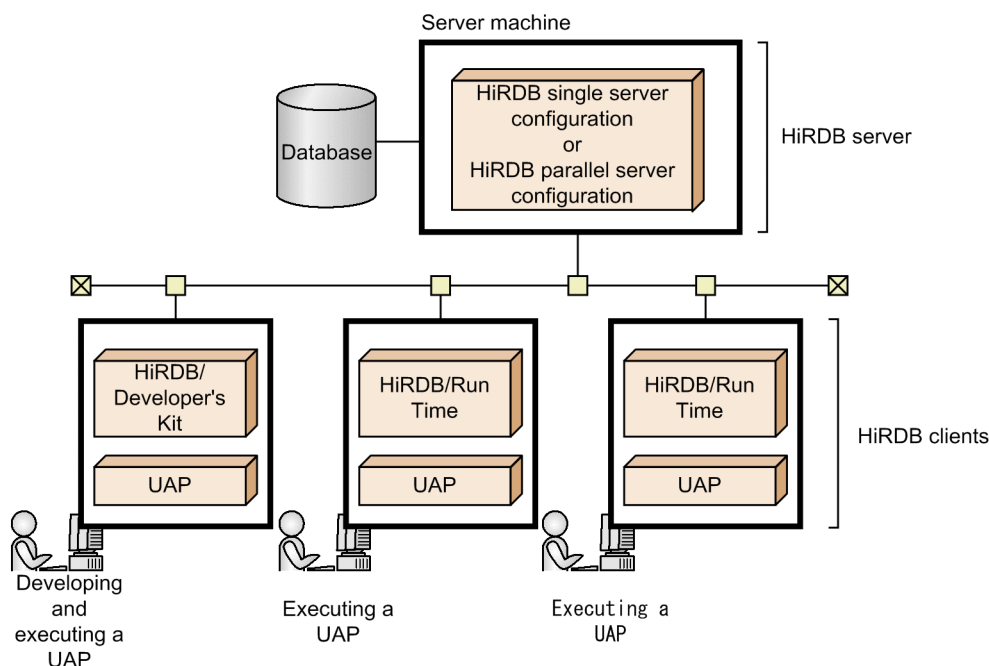 Server machine
HiRDB single server
configuration
or
HiRDB parallel server
configuration
Database
HiRDB server
HiRDB/
Developer's
Kit
UAP
HiRDB/Run
Time
UAP
HiRDB/Run
Time
UAP
HiRDB clients
Developing
and
executing a
UAP
Executing a
UAP
Executing a
UAP